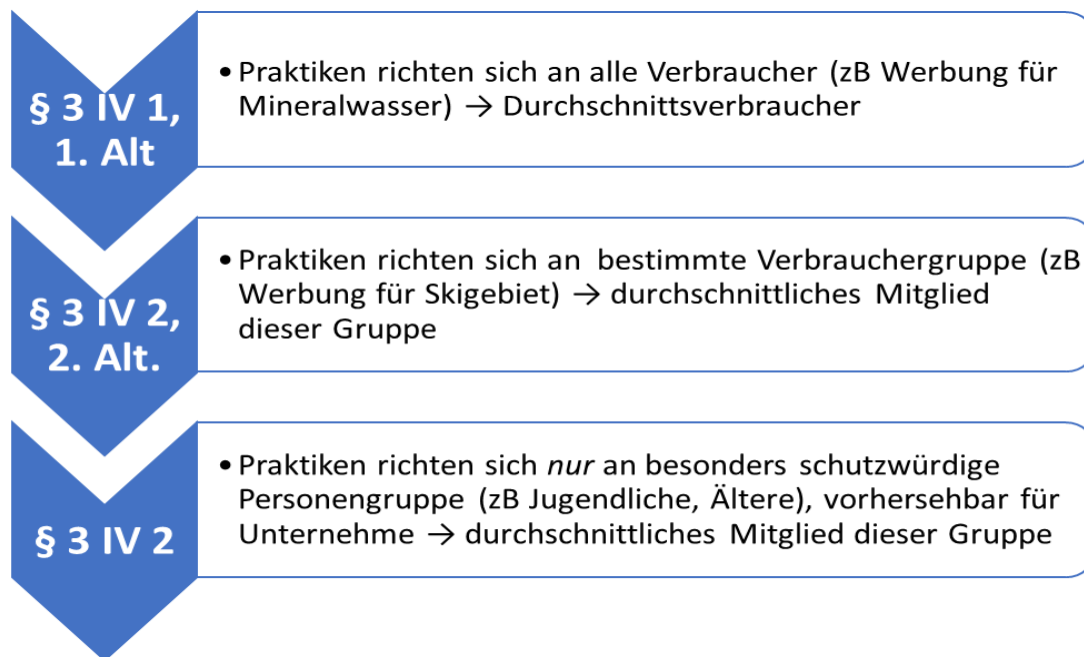 § 3 IV 1,
1. Alt
• Praktiken richten sich an alle Verbraucher (zB Werbung für
Mineralwasser) → Durchschnittsverbraucher
§ 3 IV 2,
2. Alt.
• Praktiken richten sich an bestimmte Verbrauchergruppe (zB
Werbung für Skigebiet) → durchschnittliches Mitglied
dieser Gruppe
§ 3 IV 2
• Praktiken richten sich nur an besonders schutzwürdige
Personengruppe (zB Jugendliche, Ältere), vorhersehbar für
Unternehme → durchschnittliches Mitglied dieser Gruppe